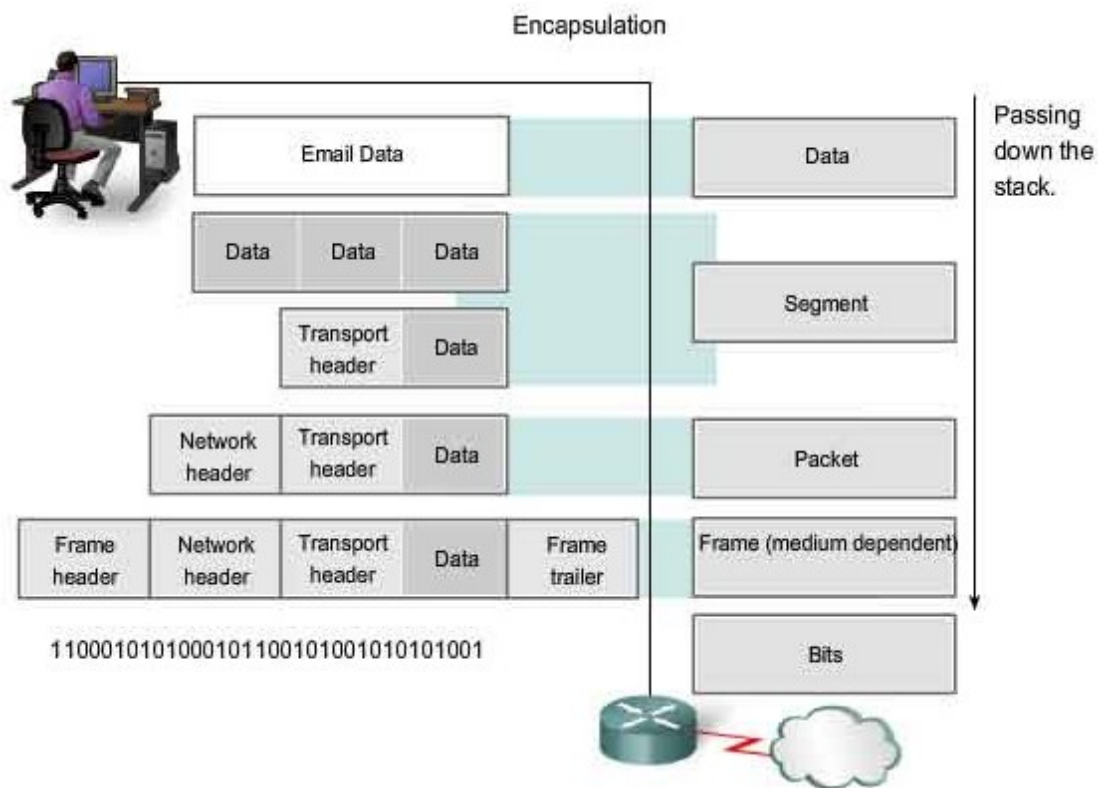 Encapsulation
Passing
down the
stack.
Email Data
Data
Data
Data
Data
Segment
Transport
header
Data
Network
header
Transport
header
Data
Packet
Frame
header
Network
header
Transport
header
Data
Frame
trailer
Frame (medium dependent)
1100010101000101100101001010101001
Bits